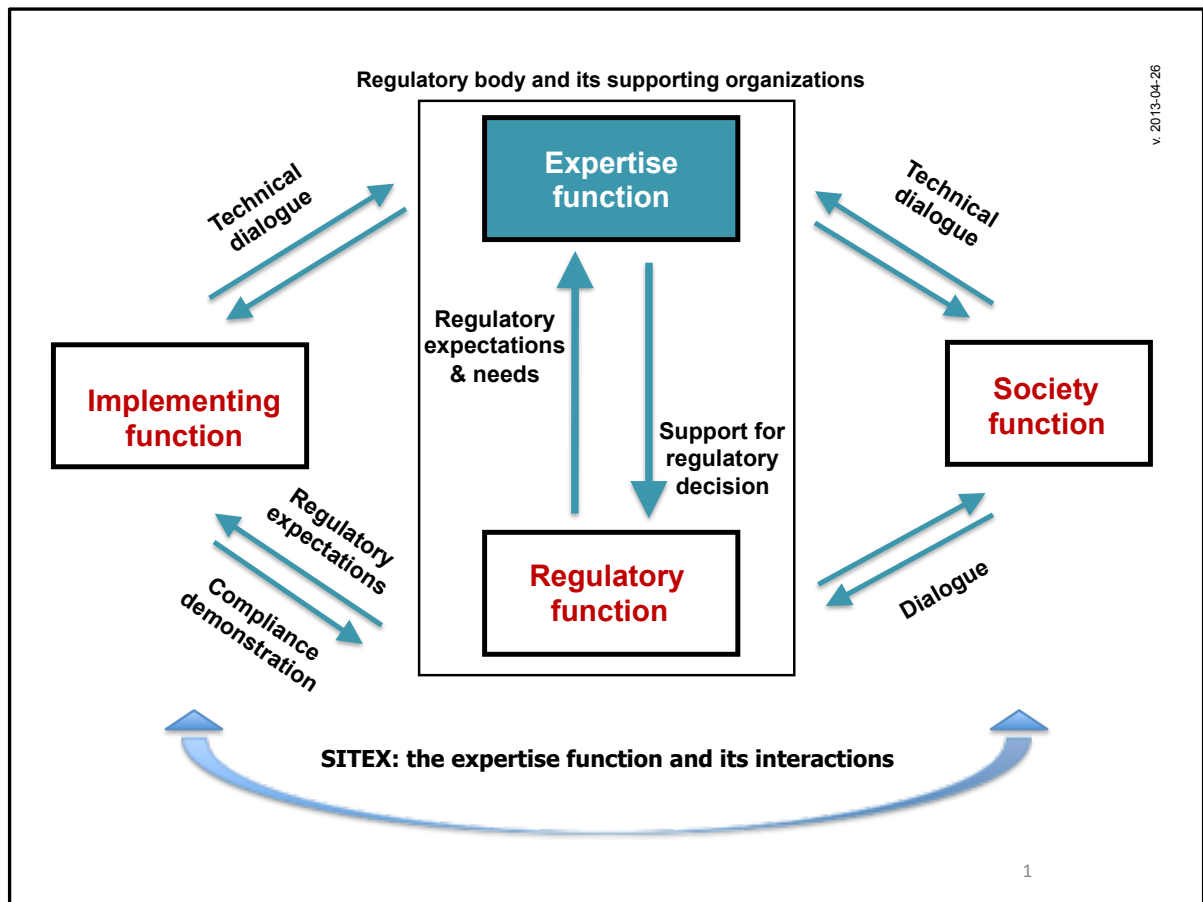 Regulatory body and its supporting organizations
v. 2013-04-26
Expertise
function
Technical
dialogue
Technical
dialogue
Regulatory
expectations
& needs
Implementing
function
Society
function
Support for
regulatory
decision
Regulatory
expectations
Compliance
demonstration
Regulatory
function
Dialogue
SITEX: the expertise function and its interactions
1